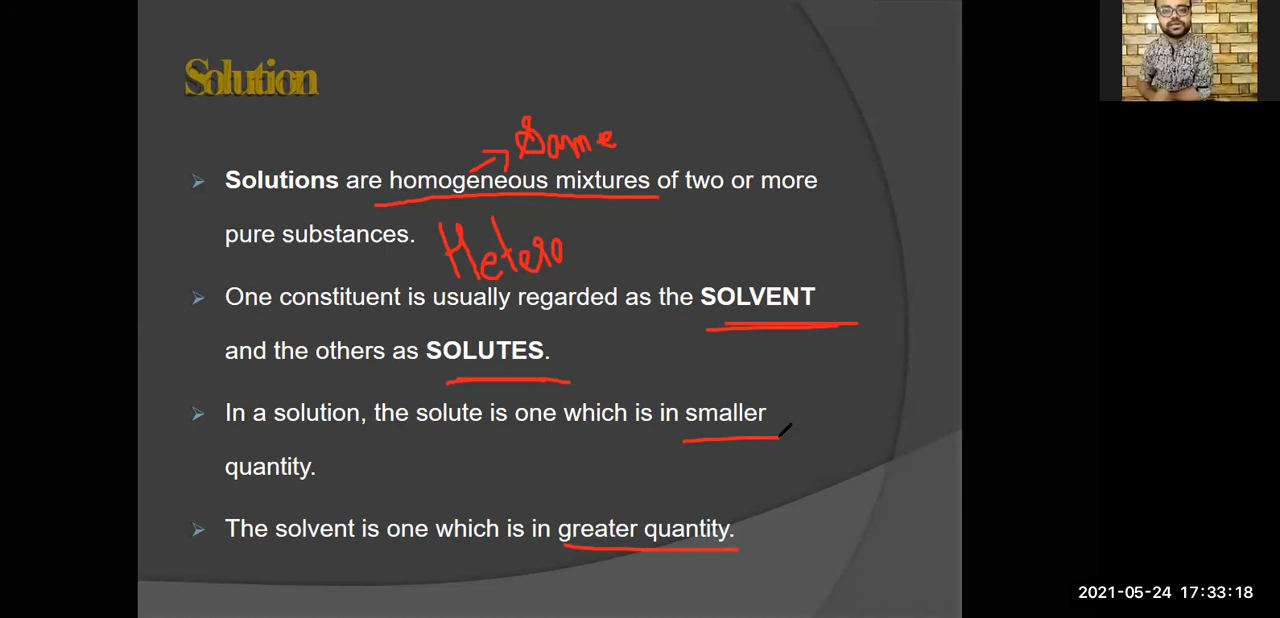 Solution
Same
➢ Solutions are homogeneous mixtures of two or more
pure substances.
Hetero
➢ One constituent is usually regarded as the SOLVENT
and the others as SOLUTES.
➢ In a solution, the solute is one which is in smaller
quantity.
➢ The solvent is one which is in greater quantity.
2021-05-24 17:33:18